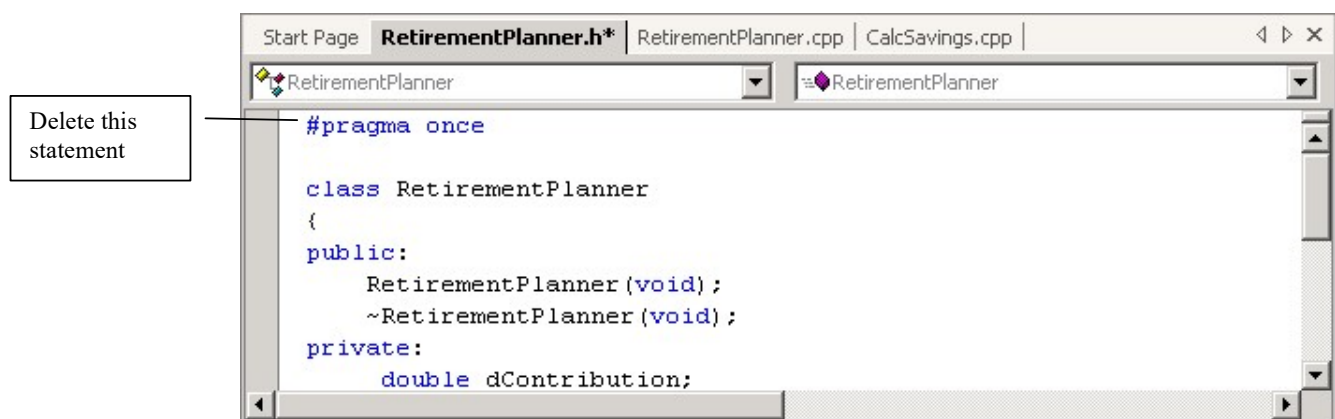 Start Page RetirementPlanner.h* RetirementPlanner.cpp CalcSavings.cpp
RetirementPlanner RetirementPlanner
Delete this
statement
#pragma once
class RetirementPlanner
{
public:
RetirementPlanner(void);
~RetirementPlanner(void);
private:
double dContribution;